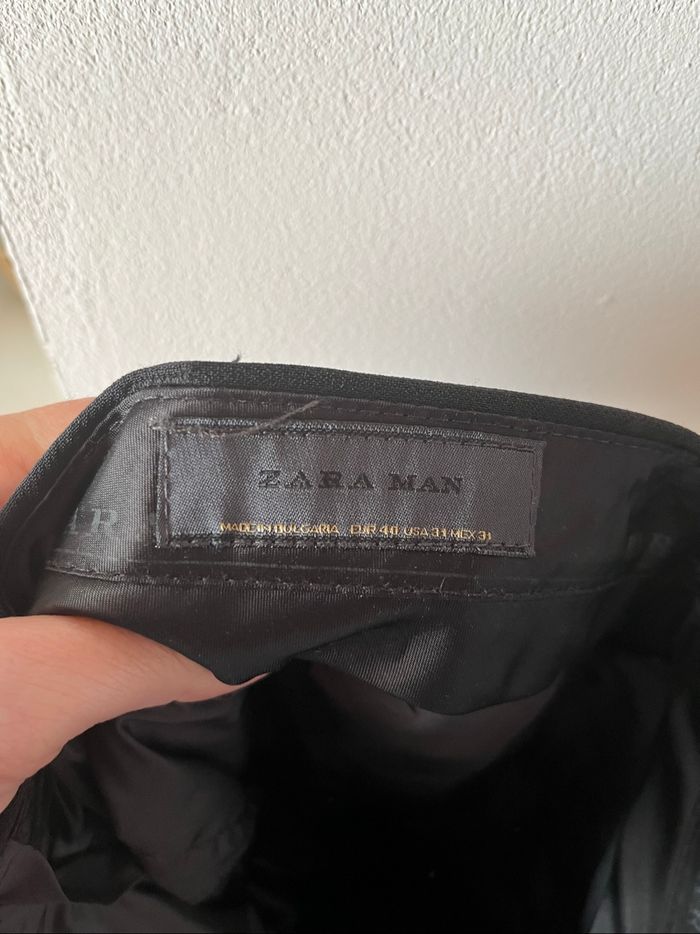 ZARA MAN
MADE IN BULGARIA EUR 40 USA 31 MEX 31